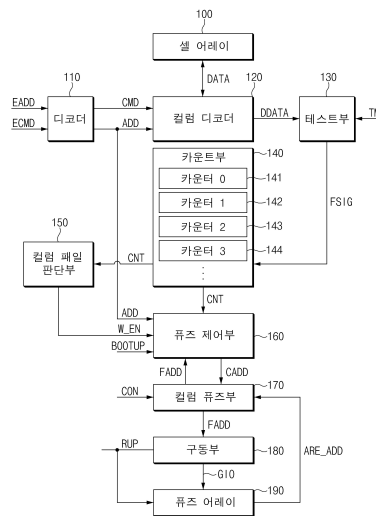 100
셀 어레이
DATA
110
120
130
EADD
ECMD
디코더
CMD
ADD
컬럼 디코더
DDATA
테스트부
카운트부
140
카운터 0
141
카운터 1
142
카운터 2
143
카운터 3
144
FSIG
150
컬럼 페일
판단부
CNT
CNT
ADD
W_EN
BOOTUP
퓨즈 제어부
160
FADD
CADD
CON
컬럼 퓨즈부
170
FADD
RUP
구동부
180
ARE_ADD
GIO
퓨즈 어레이
190